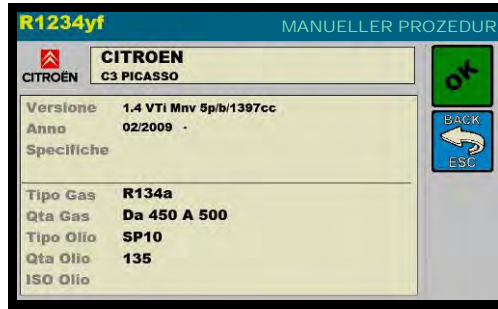 R1234yf MANUELLER PROZEDUR
CITROËN
CITROEN
C3 PICASSO
OK
BACK
ESC
Versione 1.4 VTi Mnv 5p/b/1397cc
Anno 02/2009 -
Specifiche
Tipo Gas R134a
Qta Gas Da 450 A 500
Tipo Olio SP10
Qta Olio 135
ISO Olio